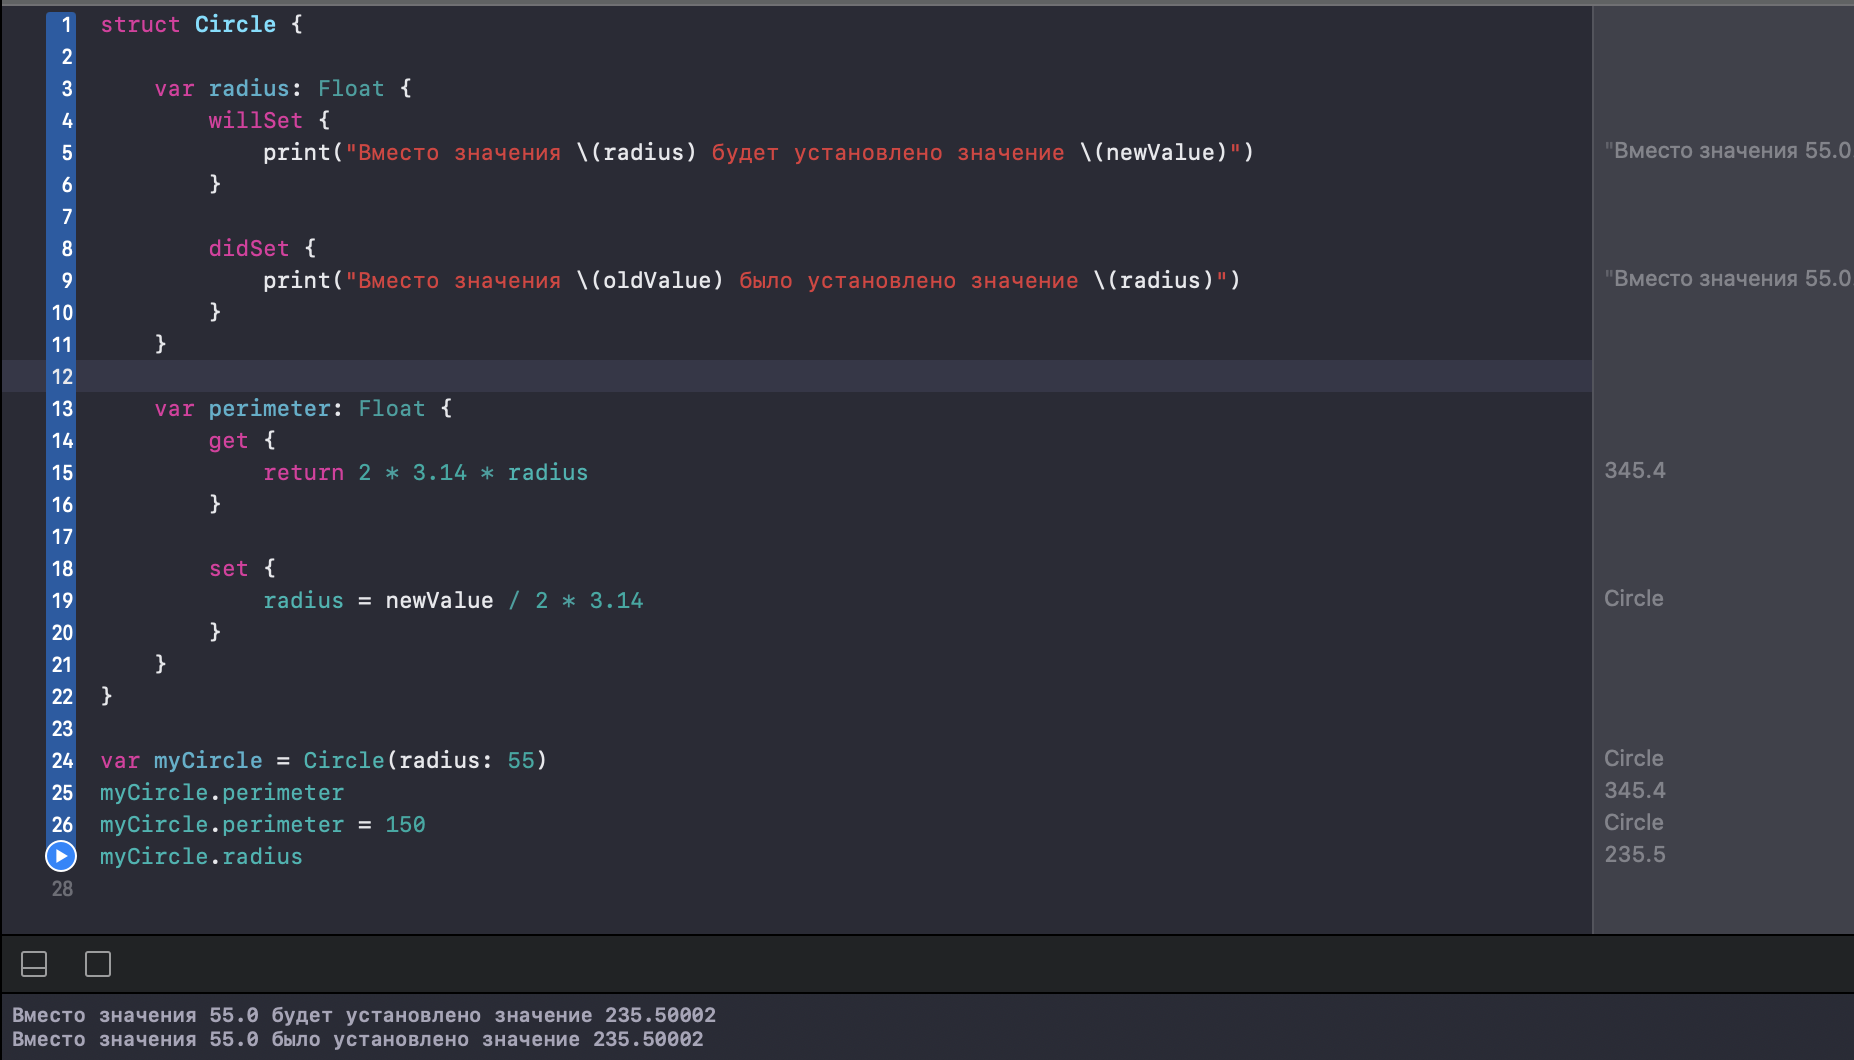 1 struct Circle {
2
3 var radius: Float {
4 willSet {
5 print("Вместо значения \(radius) будет установлено значение \(newValue)") "Вместо значения 55.0
6 }
7
8 didSet {
9 print("Вместо значения \(oldValue) было установлено значение \(radius)") "Вместо значения 55.0
10 }
11 }
12
13 var perimeter: Float {
14 get {
15 return 2 * 3.14 * radius 345.4
16 }
17
18 set {
19 radius = newValue / 2 * 3.14 Circle
20 }
21 }
22 }
23
24 var myCircle = Circle(radius: 55) Circle
25 myCircle.perimeter 345.4
26 myCircle.perimeter = 150 Circle
myCircle.radius 235.5
28
Вместо значения 55.0 будет установлено значение 235.50002
Вместо значения 55.0 было установлено значение 235.50002